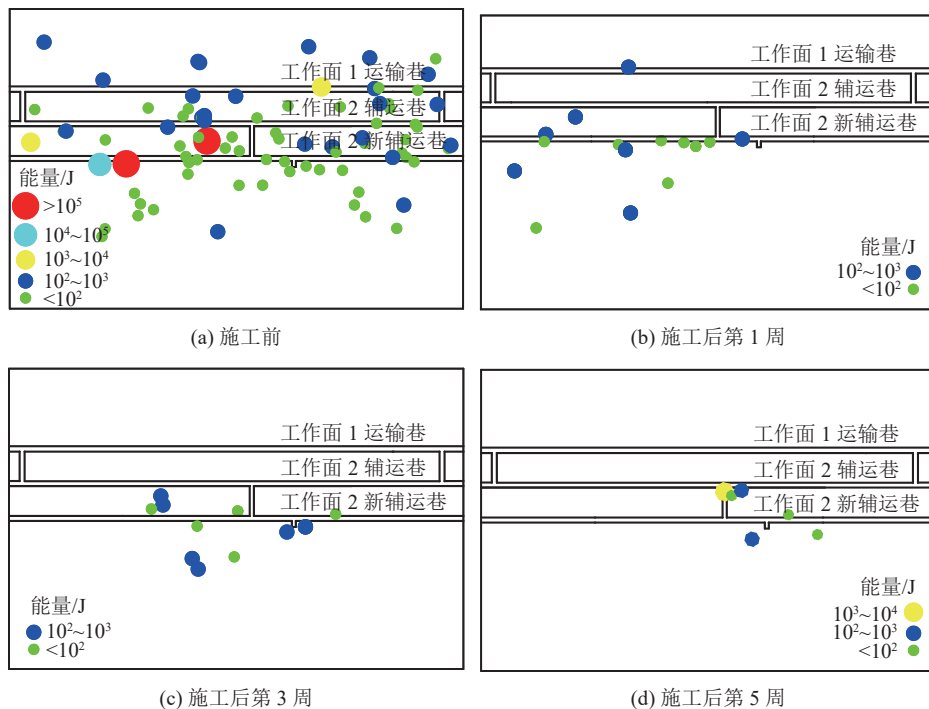 工作面 1 运输巷
工作面 2 辅运巷
工作面 2 新辅运巷
能量/J
>10⁵
10⁴~10⁵
10³~10⁴
10²~10³
<10²
(a) 施工前
工作面 1 运输巷
工作面 2 辅运巷
工作面 2 新辅运巷
能量/J
10²~10³
<10²
(b) 施工后第 1 周
工作面 1 运输巷
工作面 2 辅运巷
工作面 2 新辅运巷
能量/J
10²~10³
<10²
(c) 施工后第 3 周
工作面 1 运输巷
工作面 2 辅运巷
工作面 2 新辅运巷
能量/J
10³~10⁴
10²~10³
<10²
(d) 施工后第 5 周